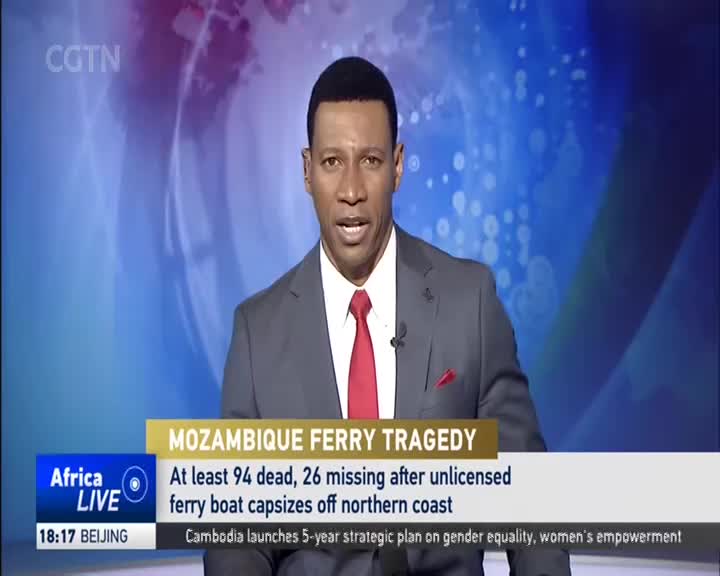 CGTN
MOZAMBIQUE FERRY TRAGEDY
At least 94 dead, 26 missing after unlicensed
ferry boat capsizes off northern coast
Africa
LIVE
18:17 BEIJING
Cambodia launches 5-year strategic plan on gender equality, women's empowerment